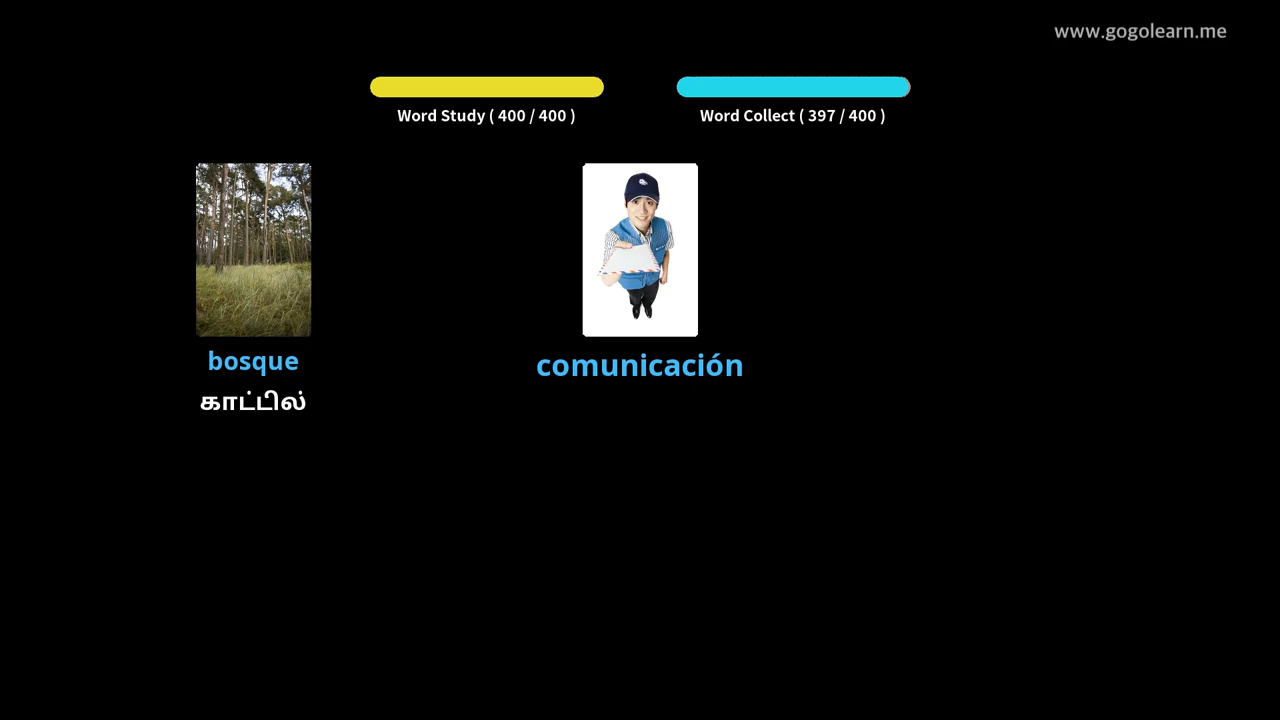 www.gogolearn.me
Word Study ( 400 / 400 )
Word Collect ( 397 / 400 )
bosque
காட்டில்
comunicación